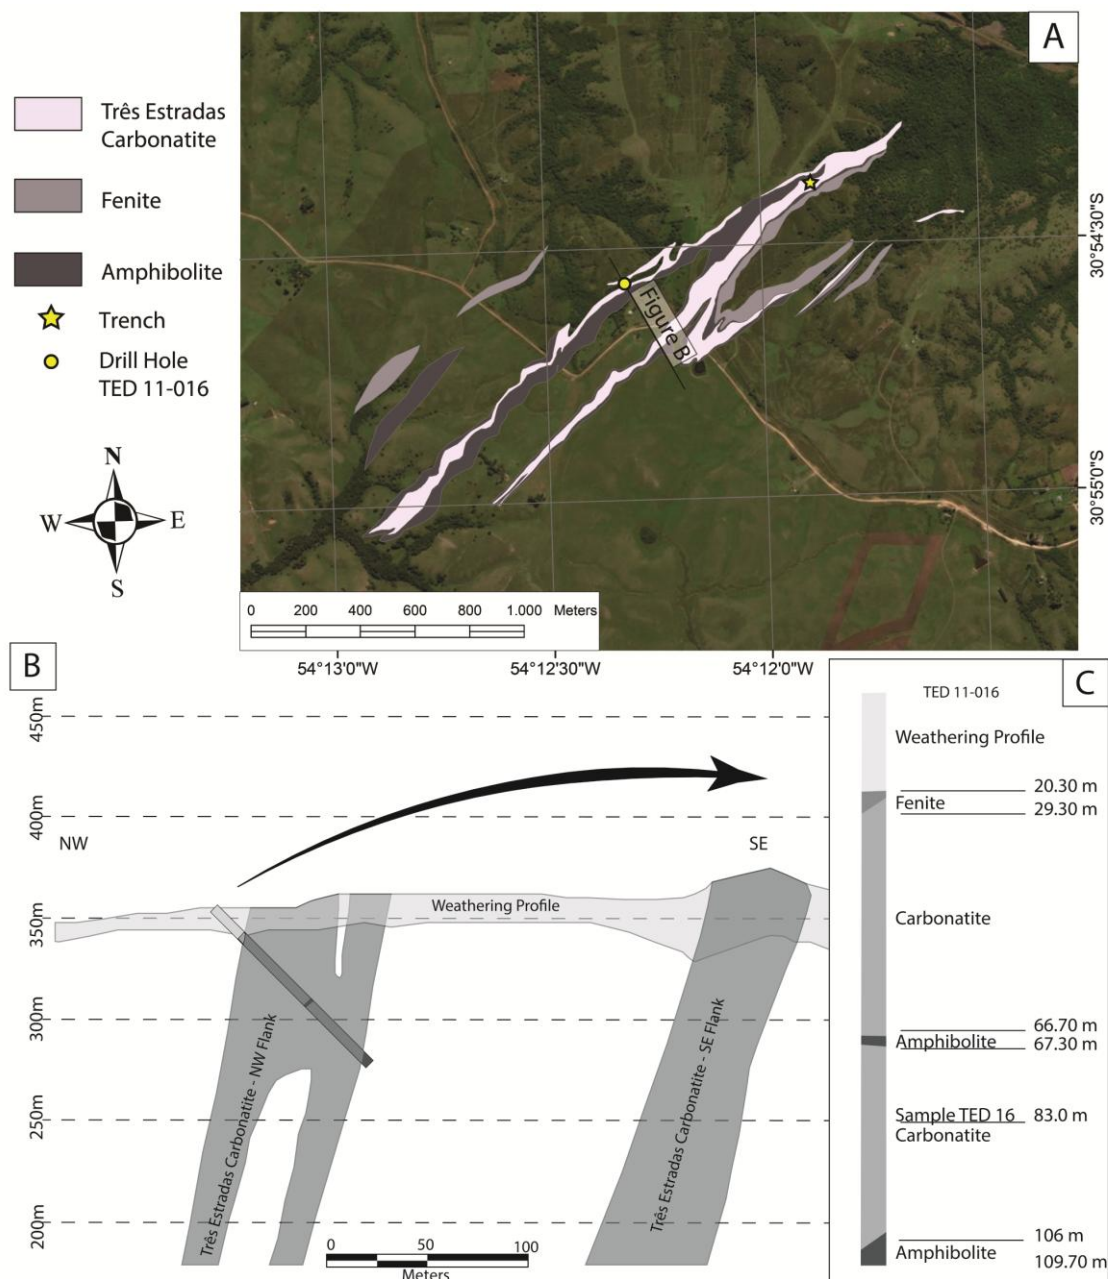 A
Três Estradas
Carbonatite
Fenite
Amphibolite
Trench
Drill Hole
TED 11-016
N
W
E
S
Figure B
30°54'30"S
30°55'0"S
0 200 400 600 800 1.000 Meters
54°13'0"W 54°12'30"W 54°12'0"W
B
450m
400m
350m
300m
250m
200m
NW
SE
Weathering Profile
Três Estradas Carbonatite - NW Flank
Três Estradas Carbonatite - SE Flank
0 50 100
Meters
C
TED 11-016
Weathering Profile
20.30 m
Fenite
29.30 m
Carbonatite
66.70 m
Amphibolite
67.30 m
Sample TED 16 83.0 m
Carbonatite
106 m
Amphibolite
109.70 m